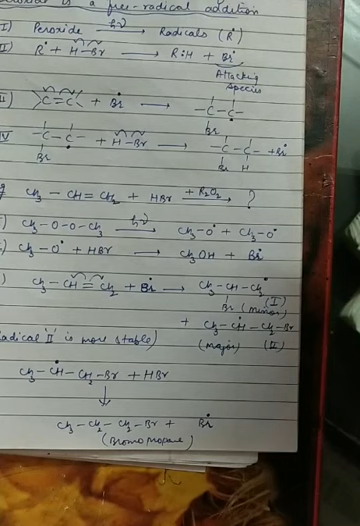 is a free-radical addition
I) Peroxide —hν→ Radicals (R•)
II) R• + H–Br → R:H + Br•
Attacking
Species
>C=C< + Br• → –C–C•–
Br
IV –C–C•– + H–Br → –C–C– + Br•
Br Br H
CH₃ – CH = CH₂ + HBr —+R₂O₂→ ?
CH₃–O–O–CH₃ —hν→ CH₃–O• + CH₃–O•
CH₃–O• + HBr → CH₃OH + Br•
CH₃–CH=CH₂ + Br• → CH₃–CH–CH₂•
Br (I)
(minor)
+ CH₃–CH•–CH₂–Br
(major) (II)
Radical 'II' is more stable)
CH₃–CH•–CH₂–Br + HBr
↓
CH₃–CH₂–CH₂–Br + Br•
(Bromopropane)